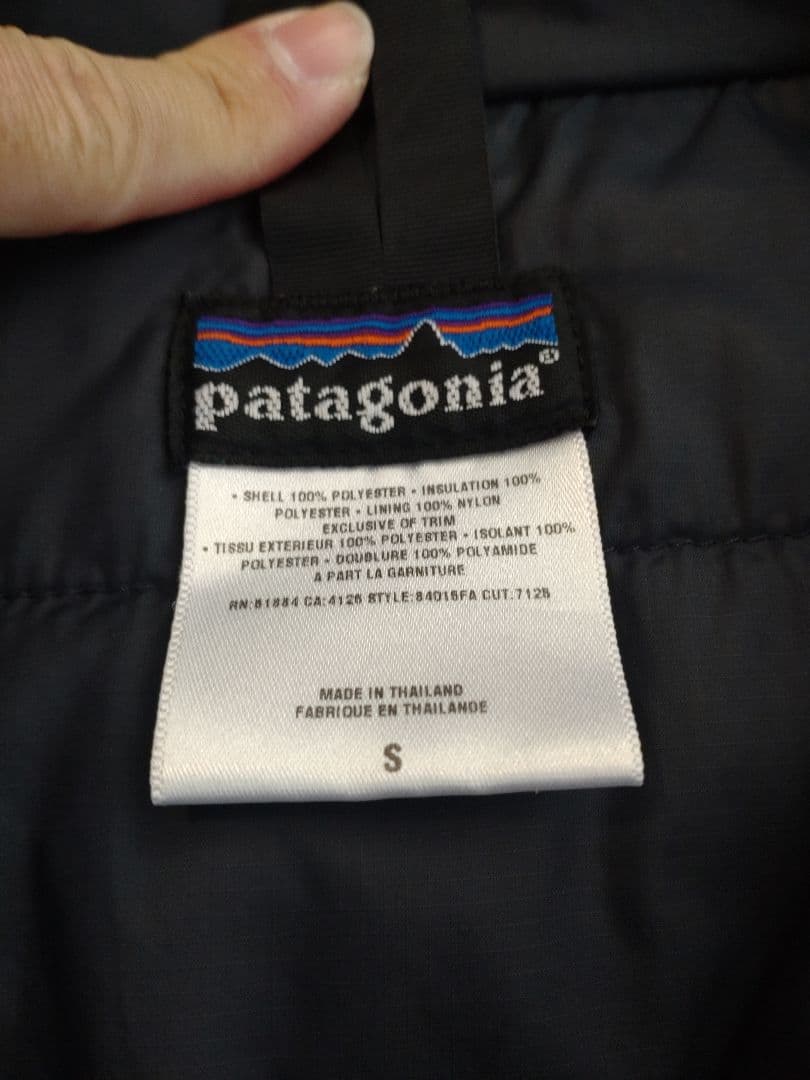 patagonia®
• SHELL 100% POLYESTER • INSULATION 100%
POLYESTER • LINING 100% NYLON
EXCLUSIVE OF TRIM
• TISSU EXTERIEUR 100% POLYESTER • ISOLANT 100%
POLYESTER • DOUBLURE 100% POLYAMIDE
A PART LA GARNITURE
RN:51884 CA:4126 STYLE:84016FA CUT:7125
MADE IN THAILAND
FABRIQUE EN THAILANDE
S